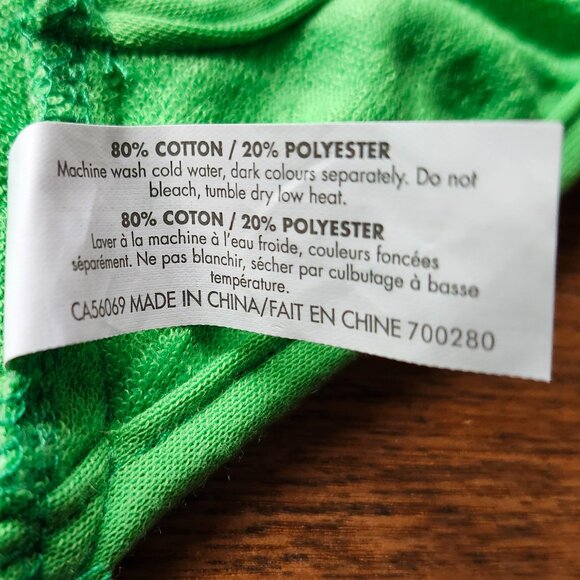 80% COTTON / 20% POLYESTER
Machine wash cold water, dark colours separately. Do not
bleach, tumble dry low heat.
80% COTON / 20% POLYESTER
Laver à la machine à l'eau froide, couleurs foncées
séparément. Ne pas blanchir, sécher par culbutage à basse
température.
CA56069 MADE IN CHINA/FAIT EN CHINE 700280